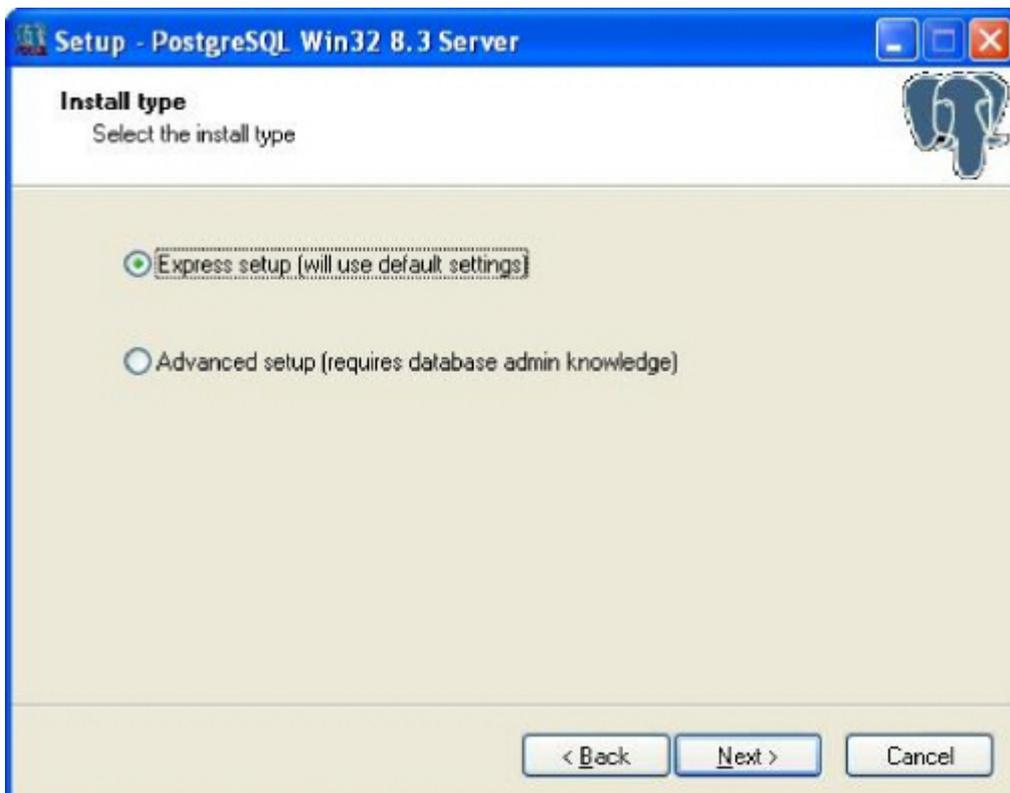 Setup - PostgreSQL Win32 8.3 Server
Install type
Select the install type
Express setup (will use default settings)
Advanced setup (requires database admin knowledge)
< Back Next > Cancel